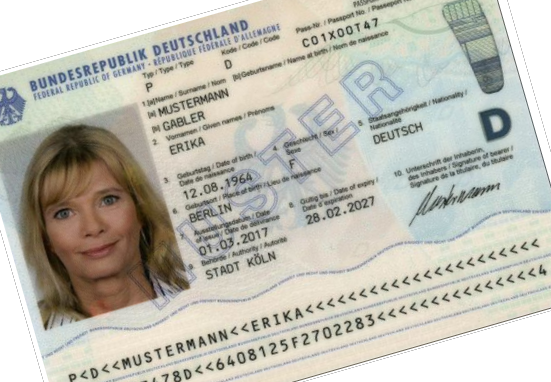 BUNDESREPUBLIK DEUTSCHLAND
FEDERAL REPUBLIC OF GERMANY · RÉPUBLIQUE FÉDÉRALE D'ALLEMAGNE
Typ / Type / Type
Kode / Code / Code
Pass-Nr. / Passport No. / Passeport No
P
D
C01X00T47
1 [a]Name / Surname / Nom
[b]Geburtsname / Name at birth / Nom de naissance
[a] MUSTERMANN
[b] GABLER
2. Vornamen / Given names / Prénoms
ERIKA
3. Geburtstag / Date of birth / Date de naissance
4. Geschlecht / Sex / Sexe
5. Staatsangehörigkeit / Nationality / Nationalité
12.08.1964
F
DEUTSCH
6. Geburtsort / Place of birth / Lieu de naissance
BERLIN
Ausstellungsdatum / Date of issue / Date de délivrance
8. Gültig bis / Date of expiry / Date d'expiration
01.03.2017
28.02.2027
Behörde / Authority / Autorité
STADT KÖLN
10. Unterschrift der Inhaberin,
/ Signature of bearer /
Signature de la titulaire, du titulaire
Mustermann
D
MUSTER
P<D<<MUSTERMANN<<ERIKA<<<<<<<<<<<<<<<<<<<<<
478D<<6408125F2702283<<<<<<<<<<<<<<<4